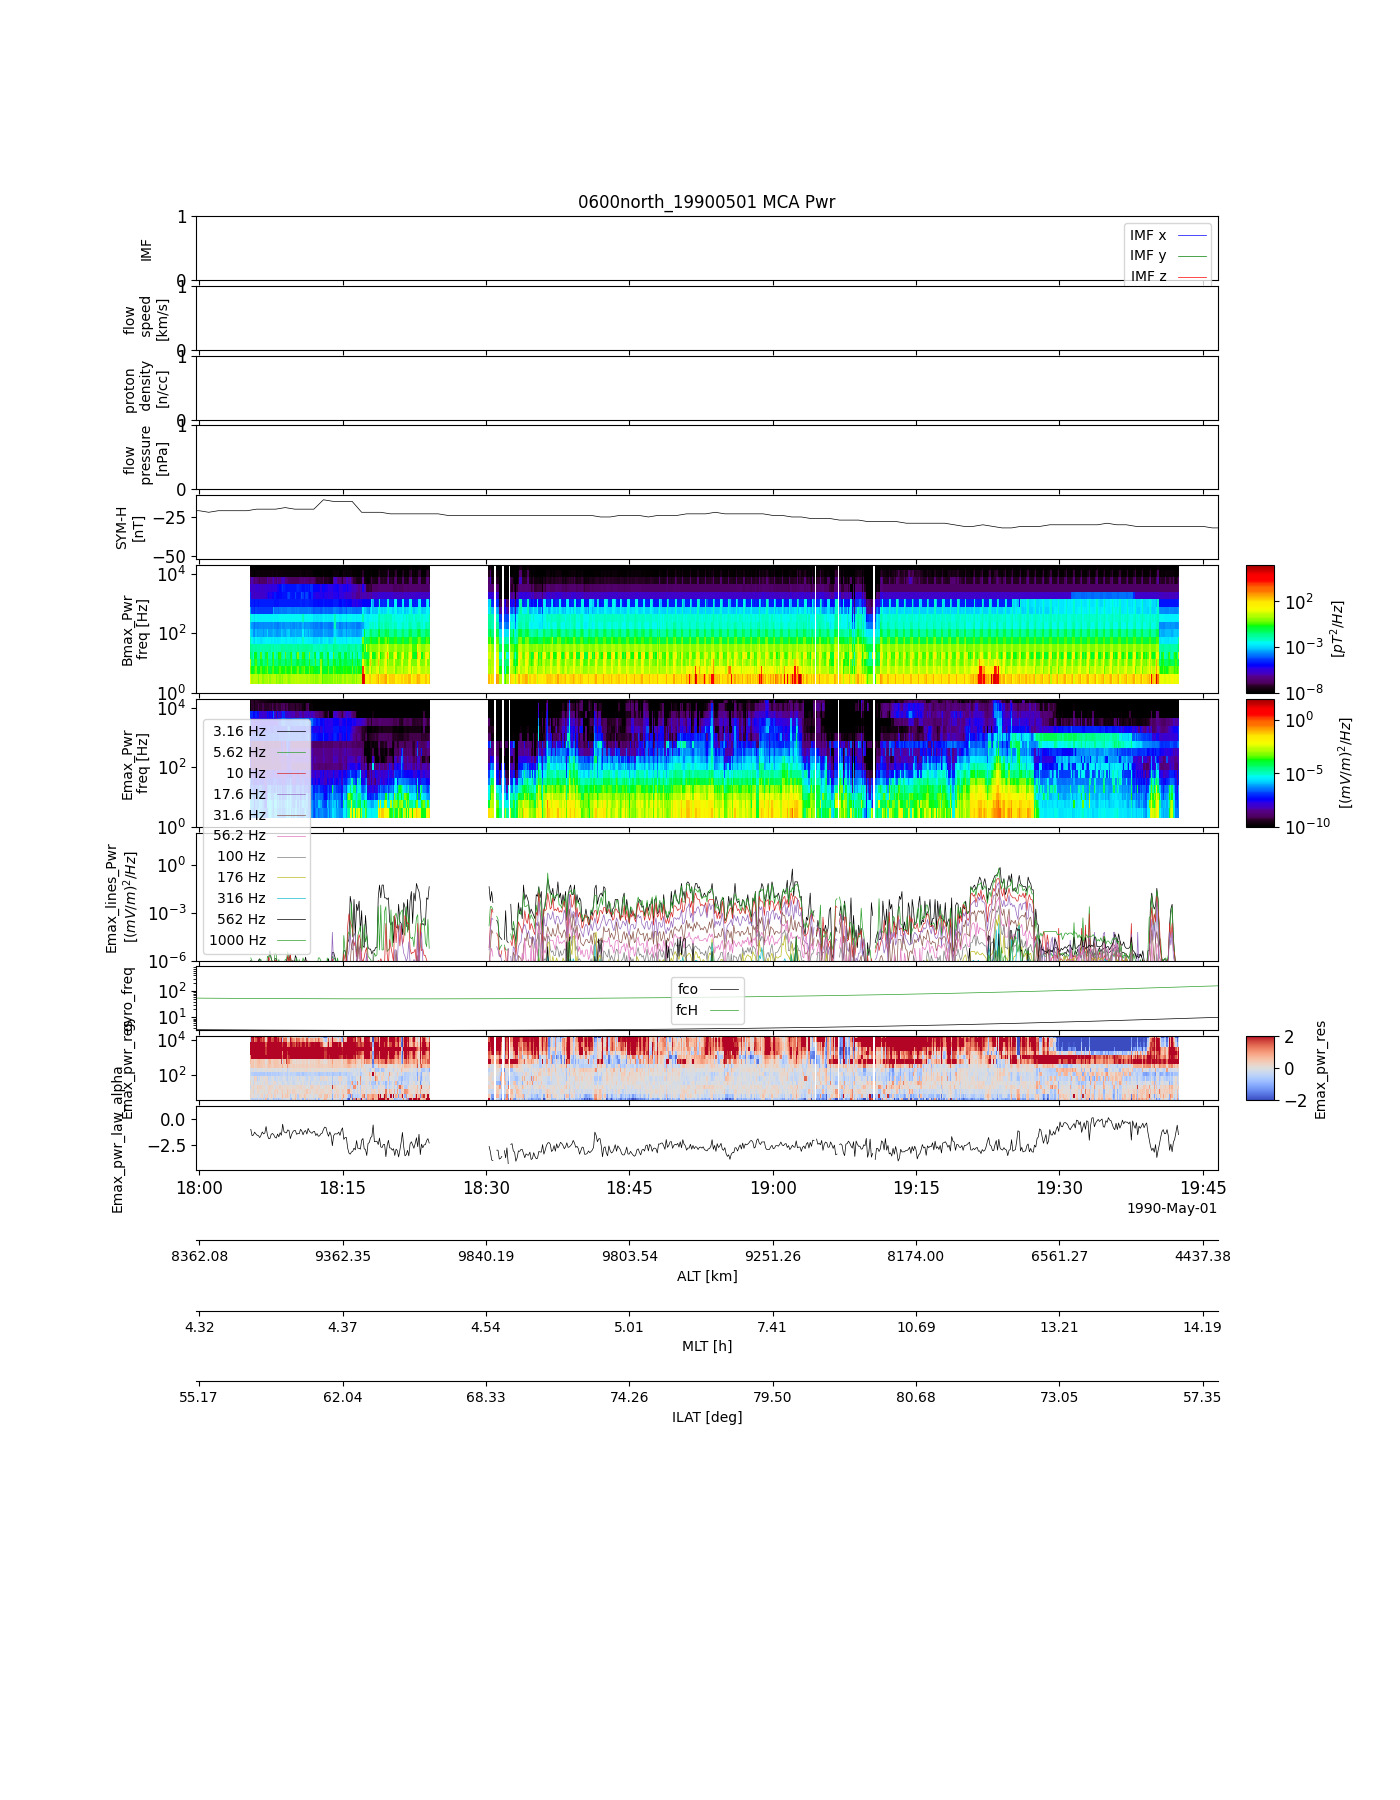 0600north_19900501 MCA Pwr
1
0
IMF
IMF x
IMF y
IMF z
1
0
flow
speed
[km/s]
1
0
proton
density
[n/cc]
1
0
flow
pressure
[nPa]
−25
−50
SYM-H
[nT]
10^4
10^2
10^0
Bmax_Pwr
freq [Hz]
10^2
10^−3
10^−8
[pT^2/Hz]
10^4
10^2
10^0
Emax_Pwr
freq [Hz]
10^0
10^−5
10^−10
[(mV/m)^2/Hz]
3.16 Hz
5.62 Hz
10 Hz
17.6 Hz
31.6 Hz
56.2 Hz
100 Hz
176 Hz
316 Hz
562 Hz
1000 Hz
10^0
10^−3
10^−6
Emax_lines_Pwr
[(mV/m)^2/Hz]
10^2
10^1
gyro_freq
fco
fcH
10^4
10^2
Emax_pwr_res
2
0
−2
Emax_pwr_res
0.0
−2.5
Emax_pwr_law_alpha
18:00 18:15 18:30 18:45 19:00 19:15 19:30 19:45
1990-May-01
8362.08 9362.35 9840.19 9803.54 9251.26 8174.00 6561.27 4437.38
ALT [km]
4.32 4.37 4.54 5.01 7.41 10.69 13.21 14.19
MLT [h]
55.17 62.04 68.33 74.26 79.50 80.68 73.05 57.35
ILAT [deg]